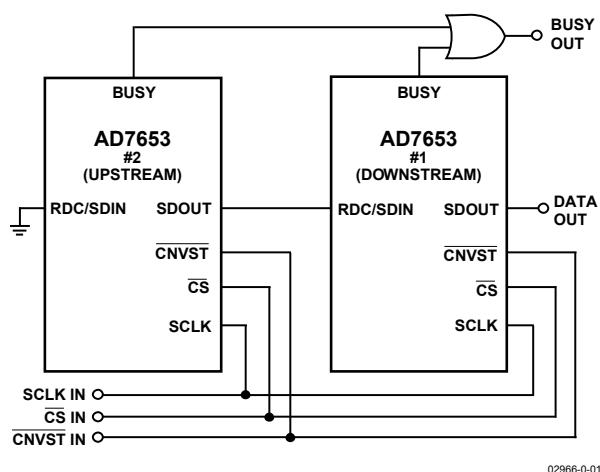 BUSY
OUT
BUSY
BUSY
AD7653
#2
(UPSTREAM)
AD7653
#1
(DOWNSTREAM)
RDC/SDIN
SDOUT
RDC/SDIN
SDOUT
DATA
OUT
CNVST
CNVST
CS
CS
SCLK
SCLK
SCLK IN
CS IN
CNVST IN
02966-0-01